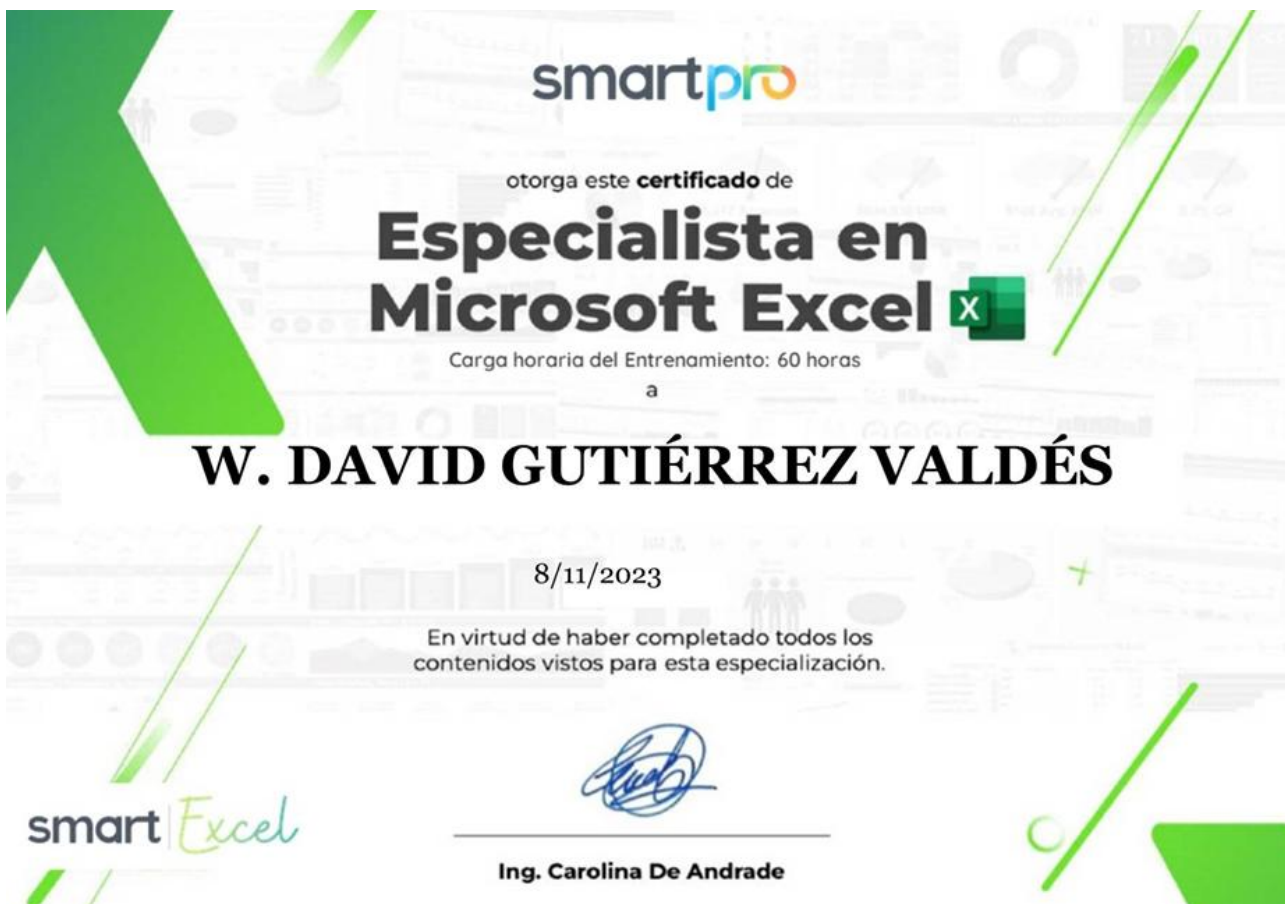 smartpro
otorga este certificado de
Especialista en
Microsoft Excel X
Carga horaria del Entrenamiento: 60 horas
a
W. DAVID GUTIÉRREZ VALDÉS
8/11/2023
En virtud de haber completado todos los
contenidos vistos para esta especialización.
smart Excel
Ing. Carolina De Andrade